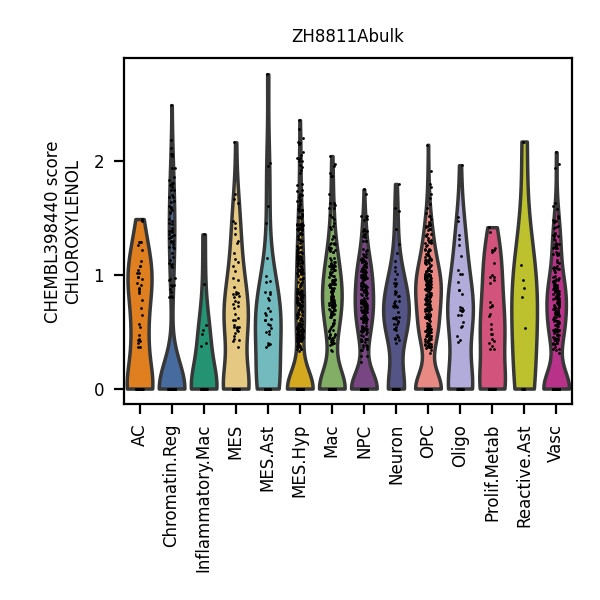 ZH8811Abulk
CHEMBL398440 score
CHLOROXYLENOL
2
1
0
AC
Chromatin.Reg
Inflammatory.Mac
MES
MES.Ast
MES.Hyp
Mac
NPC
Neuron
OPC
Oligo
Prolif.Metab
Reactive.Ast
Vasc